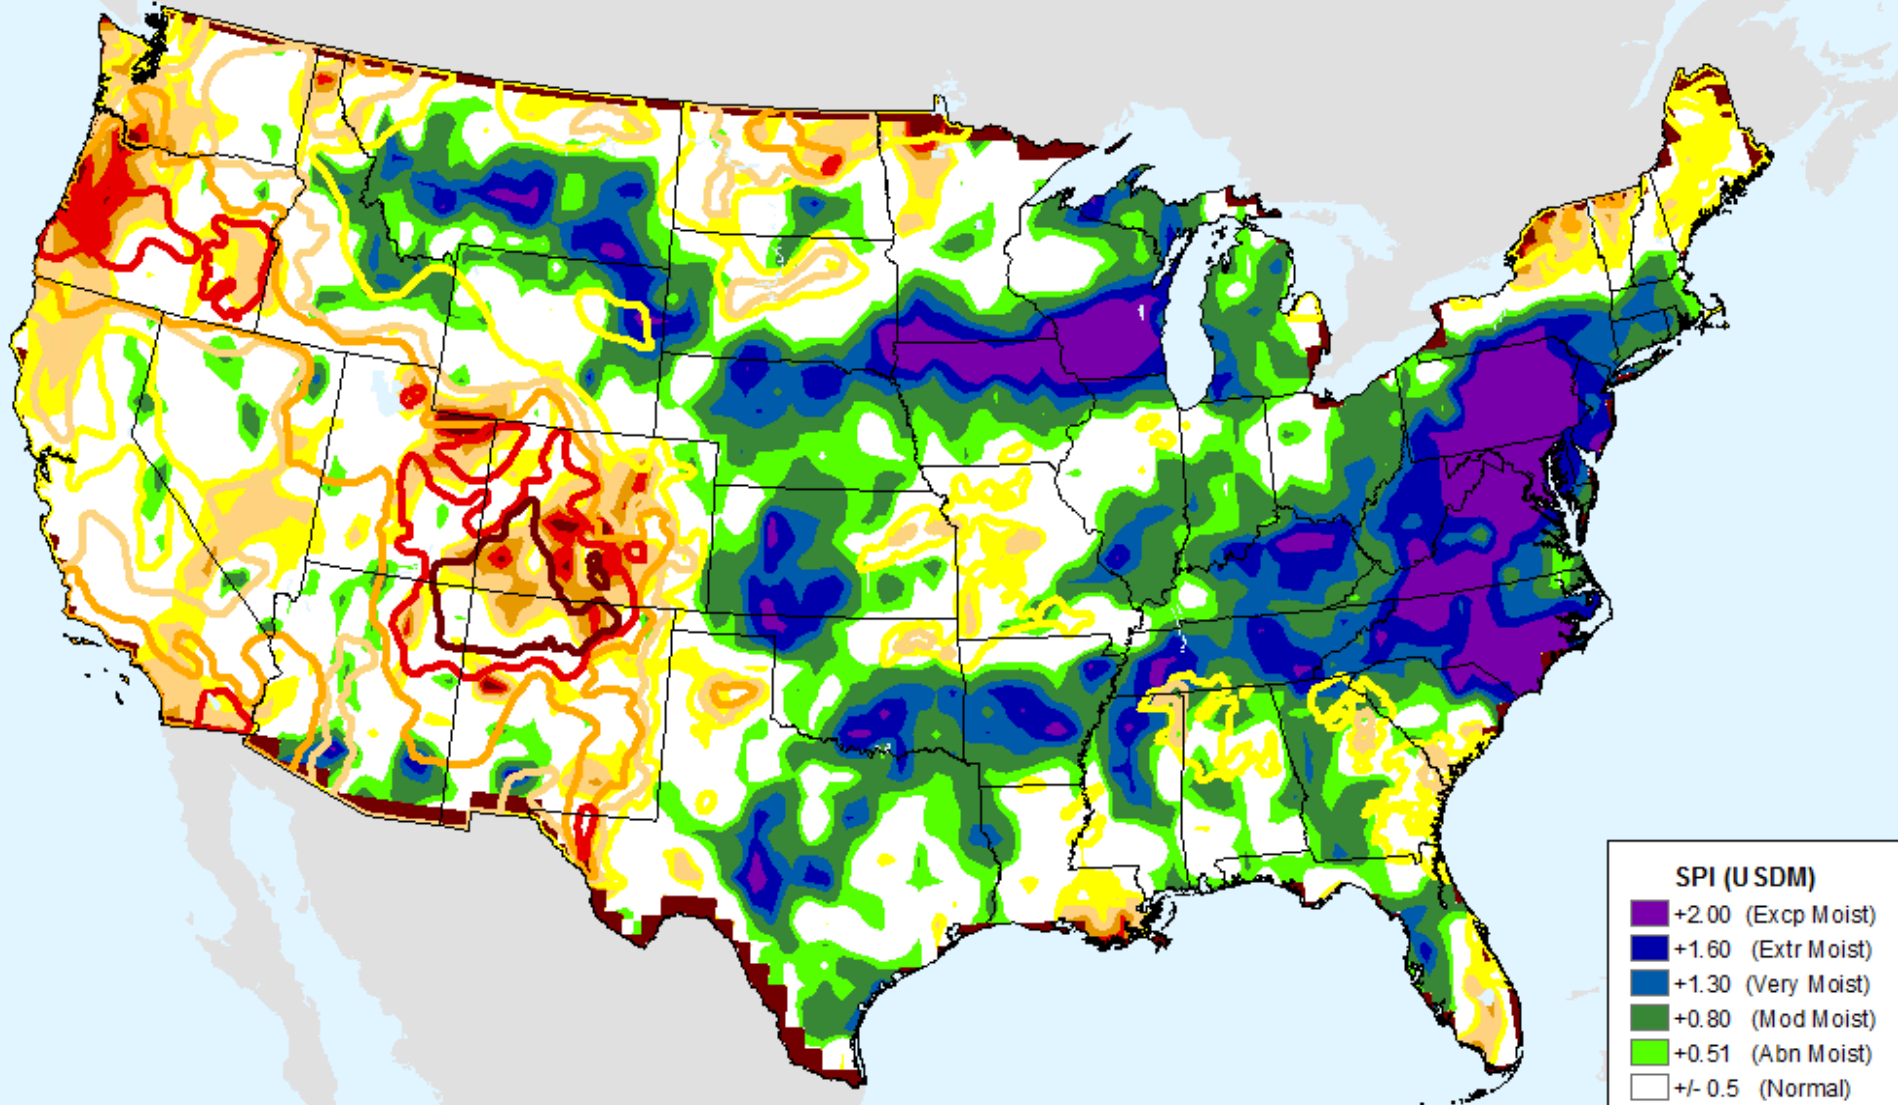 SPI (USDM)
+2.00 (Excp Moist)
+1.60 (Extr Moist)
+1.30 (Very Moist)
+0.80 (Mod Moist)
+0.51 (Abn Moist)
+/- 0.5 (Normal)